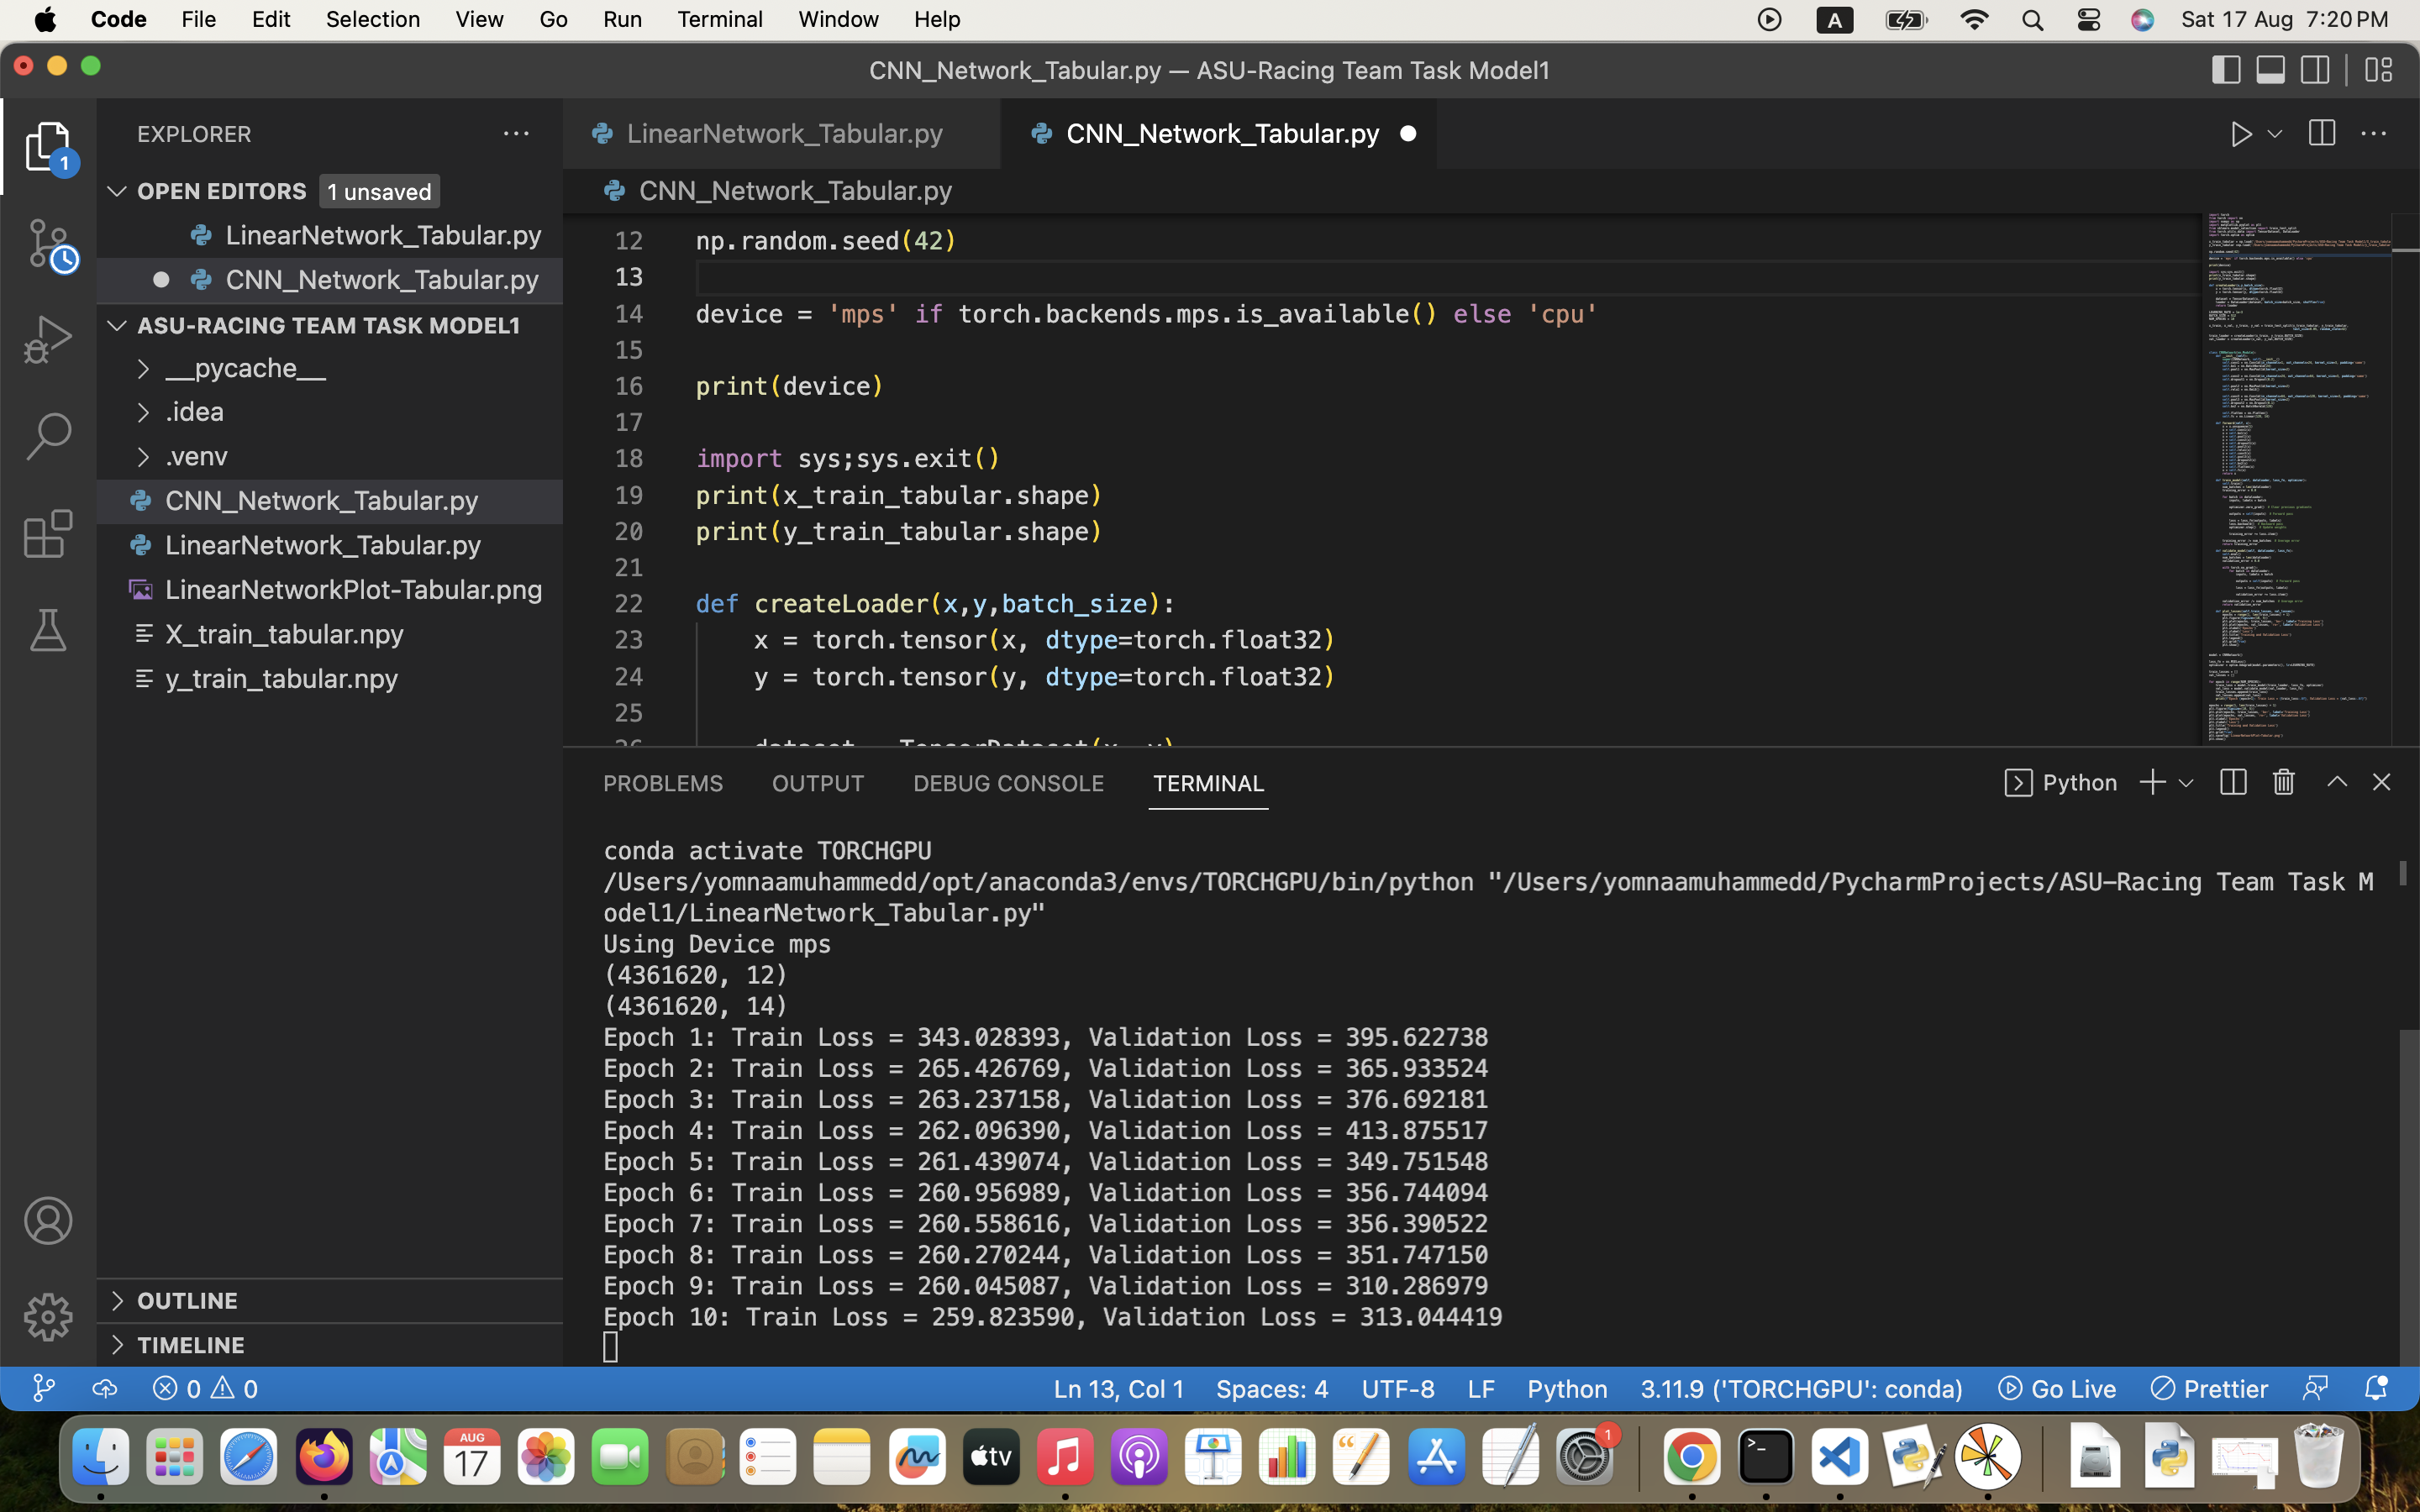 Code File Edit Selection View Go Run Terminal Window Help A Sat 17 Aug 7:20 PM
CNN_Network_Tabular.py — ASU-Racing Team Task Model1
EXPLORER
LinearNetwork_Tabular.py CNN_Network_Tabular.py
OPEN EDITORS 1 unsaved
CNN_Network_Tabular.py
LinearNetwork_Tabular.py
CNN_Network_Tabular.py
ASU-RACING TEAM TASK MODEL1
__pycache__
.idea
.venv
CNN_Network_Tabular.py
LinearNetwork_Tabular.py
LinearNetworkPlot-Tabular.png
X_train_tabular.npy
y_train_tabular.npy
1
12 np.random.seed(42)
13
14 device = 'mps' if torch.backends.mps.is_available() else 'cpu'
15
16 print(device)
17
18 import sys;sys.exit()
19 print(x_train_tabular.shape)
20 print(y_train_tabular.shape)
21
22 def createLoader(x,y,batch_size):
23 x = torch.tensor(x, dtype=torch.float32)
24 y = torch.tensor(y, dtype=torch.float32)
25
26 dataset = TensorDataset(x, y)
PROBLEMS OUTPUT DEBUG CONSOLE TERMINAL Python
conda activate TORCHGPU
/Users/yomnaamuhammedd/opt/anaconda3/envs/TORCHGPU/bin/python "/Users/yomnaamuhammedd/PycharmProjects/ASU-Racing Team Task M
odel1/LinearNetwork_Tabular.py"
Using Device mps
(4361620, 12)
(4361620, 14)
Epoch 1: Train Loss = 343.028393, Validation Loss = 395.622738
Epoch 2: Train Loss = 265.426769, Validation Loss = 365.933524
Epoch 3: Train Loss = 263.237158, Validation Loss = 376.692181
Epoch 4: Train Loss = 262.096390, Validation Loss = 413.875517
Epoch 5: Train Loss = 261.439074, Validation Loss = 349.751548
Epoch 6: Train Loss = 260.956989, Validation Loss = 356.744094
Epoch 7: Train Loss = 260.558616, Validation Loss = 356.390522
Epoch 8: Train Loss = 260.270244, Validation Loss = 351.747150
Epoch 9: Train Loss = 260.045087, Validation Loss = 310.286979
Epoch 10: Train Loss = 259.823590, Validation Loss = 313.044419
OUTLINE
TIMELINE
0 0 Ln 13, Col 1 Spaces: 4 UTF-8 LF Python 3.11.9 ('TORCHGPU': conda) Go Live Prettier
AUG
17
tv
1